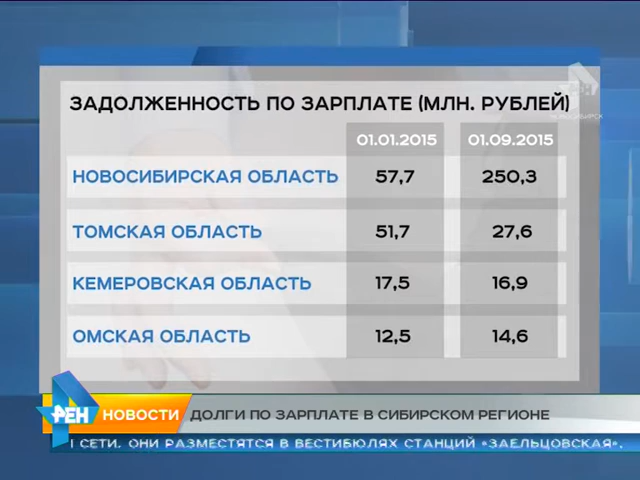 ЗАДОЛЖЕННОСТЬ ПО ЗАРПЛАТЕ (МЛН. РУБЛЕЙ)
01.01.2015 01.09.2015
НОВОСИБИРСКАЯ ОБЛАСТЬ 57,7 250,3
ТОМСКАЯ ОБЛАСТЬ 51,7 27,6
КЕМЕРОВСКАЯ ОБЛАСТЬ 17,5 16,9
ОМСКАЯ ОБЛАСТЬ 12,5 14,6
РЕН НОВОСТИ ДОЛГИ ПО ЗАРПЛАТЕ В СИБИРСКОМ РЕГИОНЕ
СЕТИ. ОНИ РАЗМЕСТЯТСЯ В ВЕСТИБЮЛЯХ СТАНЦИЙ «ЗАЕЛЬЦОВСКАЯ».